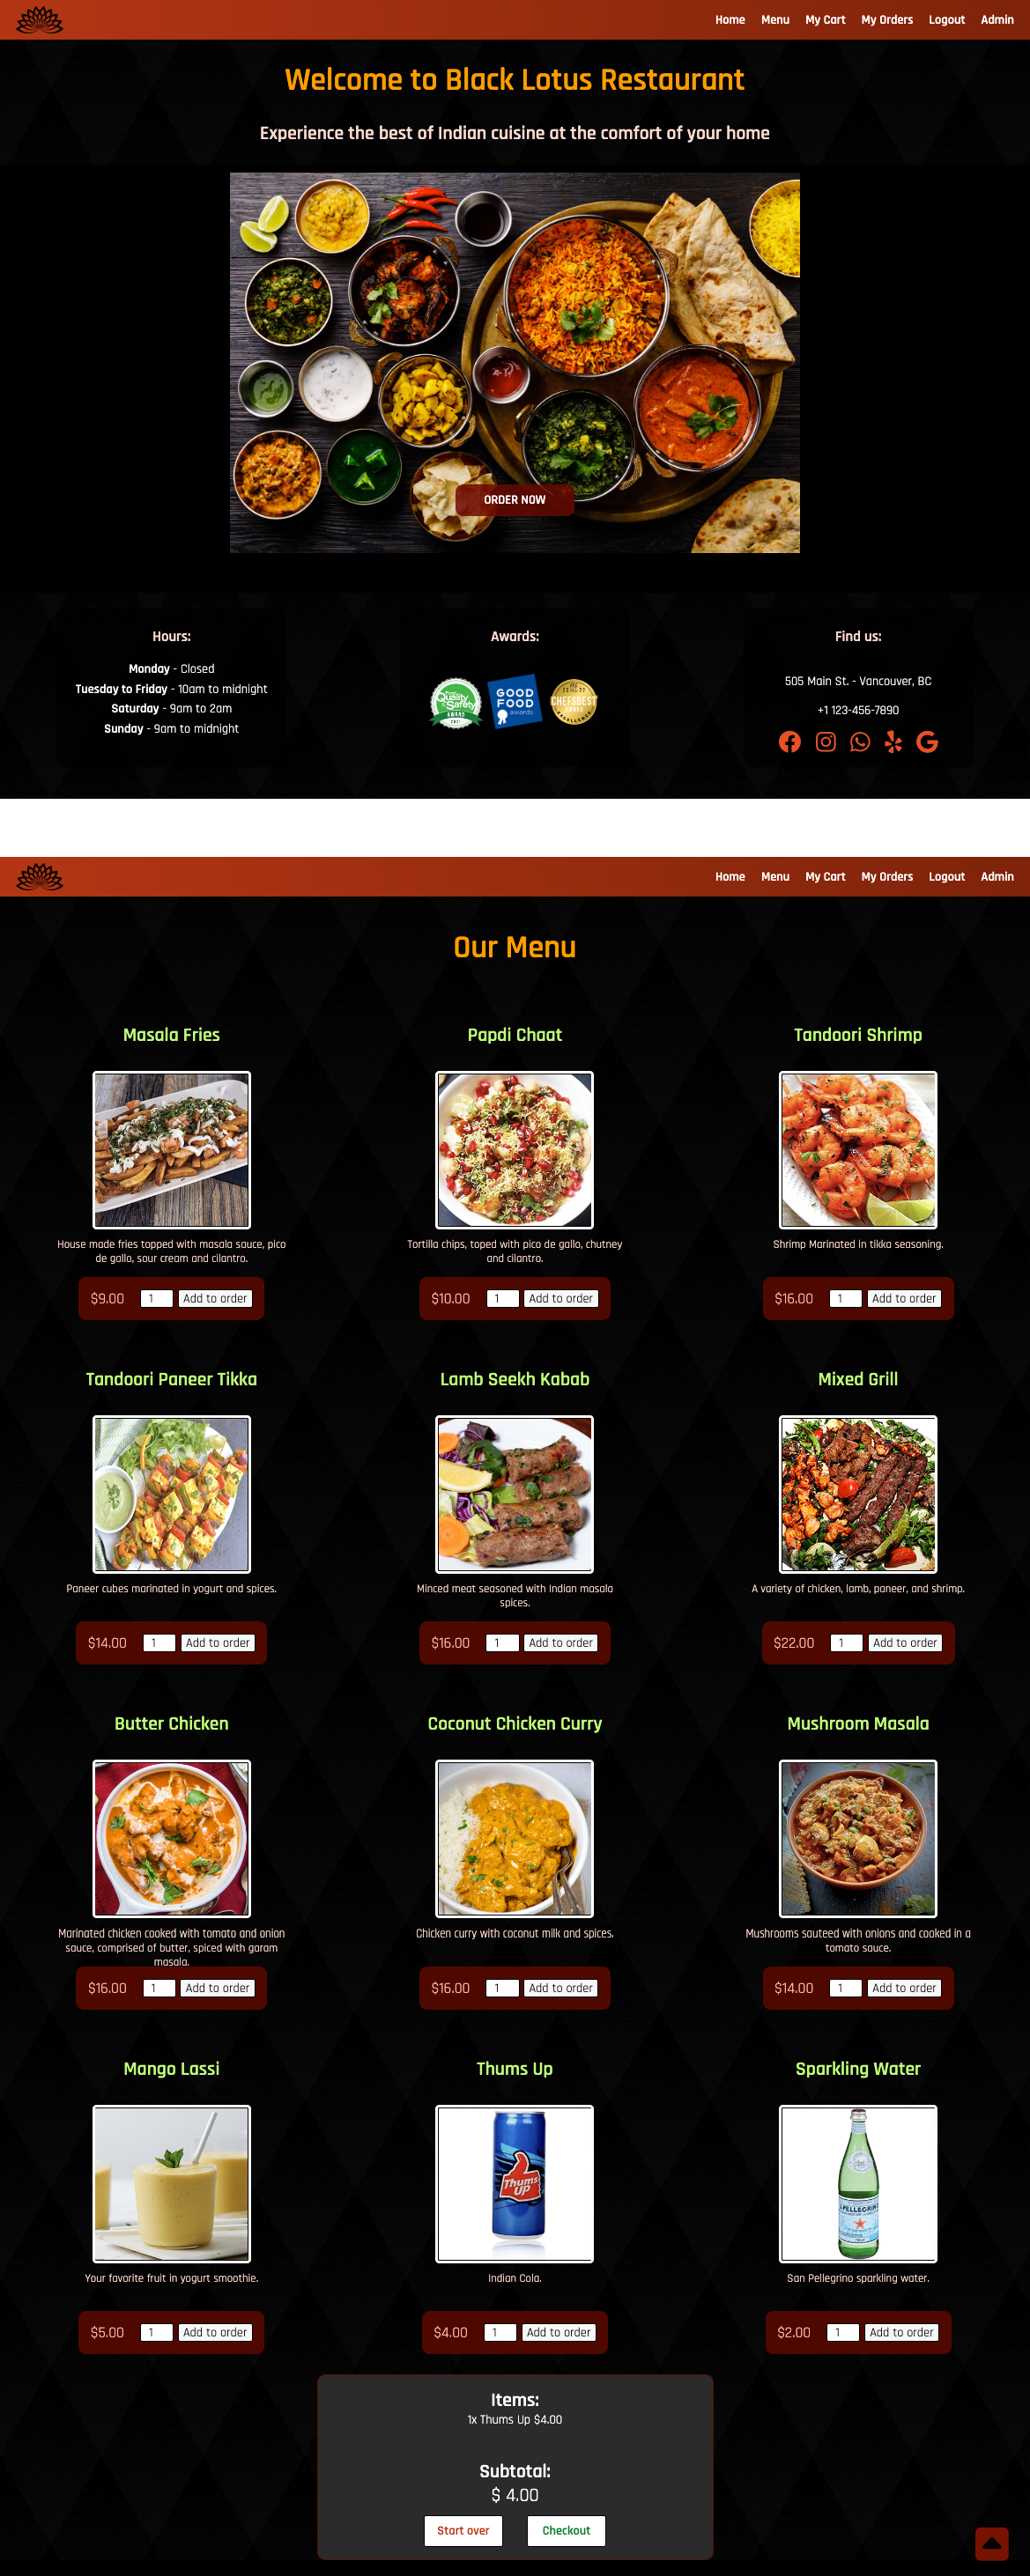 Home Menu My Cart My Orders Logout Admin
Welcome to Black Lotus Restaurant
Experience the best of Indian cuisine at the comfort of your home
ORDER NOW
Hours:
Monday - Closed
Tuesday to Friday - 10am to midnight
Saturday - 9am to 2am
Sunday - 9am to midnight
Awards:
Quality & Safety
AWARD
GOOD
FOOD
awards
CHEFSBEST
AWARD
EXCELLENCE
Find us:
505 Main St. - Vancouver, BC
+1 123-456-7890
Home Menu My Cart My Orders Logout Admin
Our Menu
Masala Fries
House made fries topped with masala sauce, pico
de gallo, sour cream and cilantro.
$9.00 1 Add to order
Papdi Chaat
Tortilla chips, toped with pico de gallo, chutney
and cilantro.
$10.00 1 Add to order
Tandoori Shrimp
Shrimp Marinated in tikka seasoning.
$16.00 1 Add to order
Tandoori Paneer Tikka
Paneer cubes marinated in yogurt and spices.
$14.00 1 Add to order
Lamb Seekh Kabab
Minced meat seasoned with Indian masala
spices.
$16.00 1 Add to order
Mixed Grill
A variety of chicken, lamb, paneer, and shrimp.
$22.00 1 Add to order
Butter Chicken
Marinated chicken cooked with tomato and onion
sauce, comprised of butter, spiced with garam
masala.
$16.00 1 Add to order
Coconut Chicken Curry
Chicken curry with coconut milk and spices.
$16.00 1 Add to order
Mushroom Masala
Mushrooms sauteed with onions and cooked in a
tomato sauce.
$14.00 1 Add to order
Mango Lassi
Your favorite fruit in yogurt smoothie.
$5.00 1 Add to order
Thums Up
Thums
Up
Indian Cola.
$4.00 1 Add to order
Sparkling Water
S.PELLEGRINO
San Pellegrino sparkling water.
$2.00 1 Add to order
Items:
1x Thums Up $4.00
Subtotal:
$ 4.00
Start over Checkout